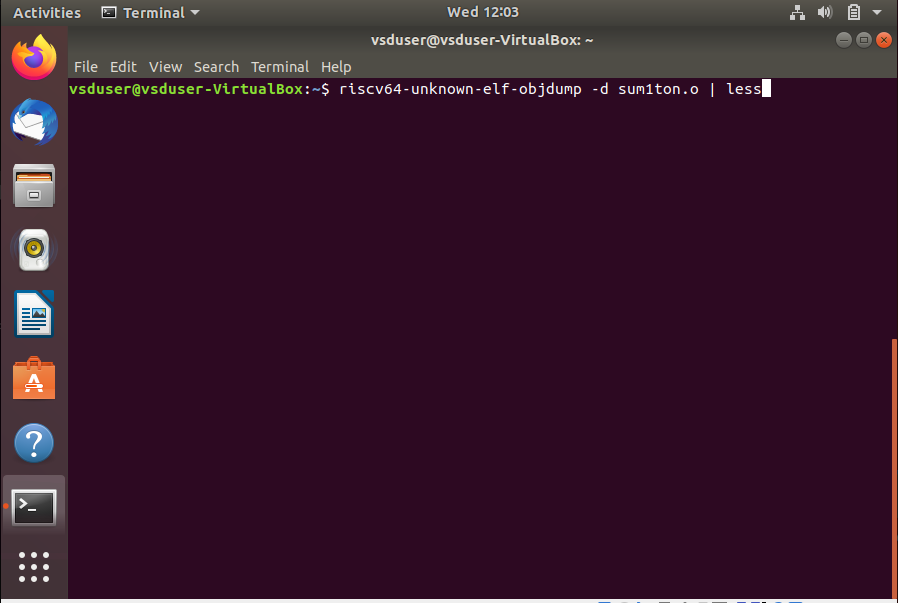 Activities Terminal Wed 12:03
vsduser@vsduser-VirtualBox: ~
File Edit View Search Terminal Help
vsduser@vsduser-VirtualBox:~$ riscv64-unknown-elf-objdump -d sum1ton.o | less